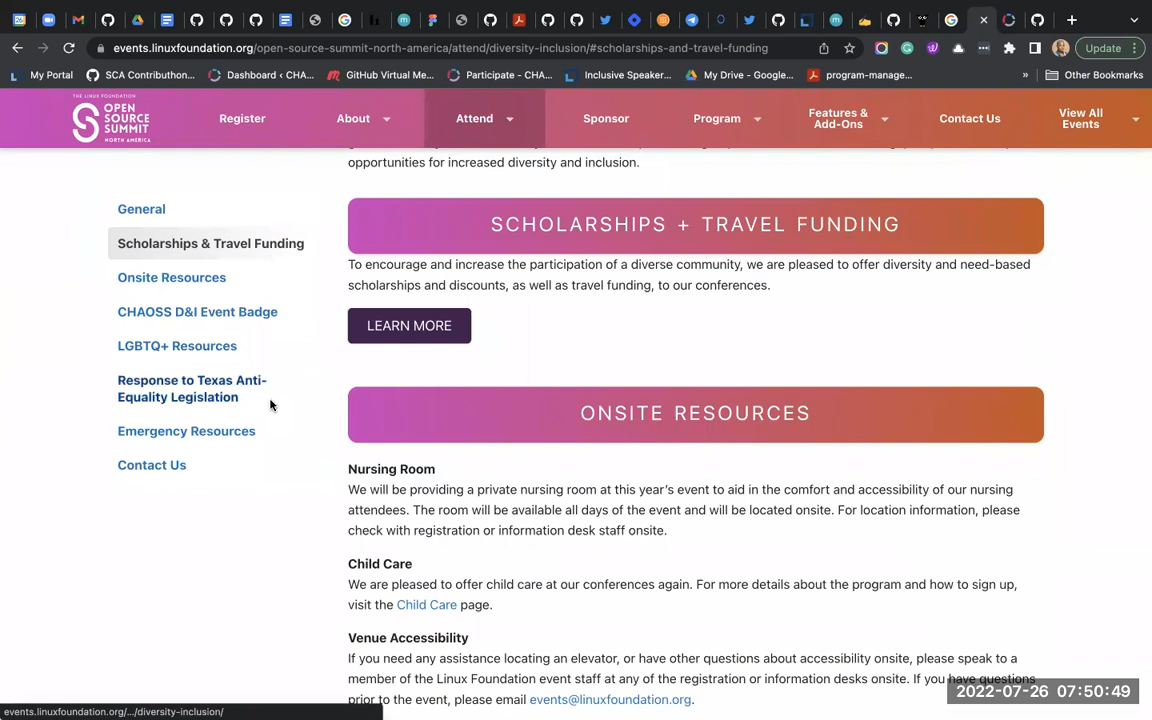 events.linuxfoundation.org/open-source-summit-north-america/attend/diversity-inclusion/#scholarships-and-travel-funding
Update
My Portal
SCA Contributhon...
Dashboard ‹ CHA...
GitHub Virtual Me...
Participate - CHA...
Inclusive Speaker...
My Drive - Google...
program-manage...
»
Other Bookmarks
THE LINUX FOUNDATION
OPEN
SOURCE
SUMMIT
NORTH AMERICA
Register
About
Attend
Sponsor
Program
Features &
Add-Ons
Contact Us
View All
Events
opportunities for increased diversity and inclusion.
General
Scholarships & Travel Funding
Onsite Resources
CHAOSS D&I Event Badge
LGBTQ+ Resources
Response to Texas Anti-
Equality Legislation
Emergency Resources
Contact Us
SCHOLARSHIPS + TRAVEL FUNDING
To encourage and increase the participation of a diverse community, we are pleased to offer diversity and need-based
scholarships and discounts, as well as travel funding, to our conferences.
LEARN MORE
ONSITE RESOURCES
Nursing Room
We will be providing a private nursing room at this year's event to aid in the comfort and accessibility of our nursing
attendees. The room will be available all days of the event and will be located onsite. For location information, please
check with registration or information desk staff onsite.
Child Care
We are pleased to offer child care at our conferences again. For more details about the program and how to sign up,
visit the Child Care page.
Venue Accessibility
If you need any assistance locating an elevator, or have other questions about accessibility onsite, please speak to a
member of the Linux Foundation event staff at any of the registration or information desks onsite. If you have questions
prior to the event, please email events@linuxfoundation.org.
2022-07-26 07:50:49
events.linuxfoundation.org/.../diversity-inclusion/